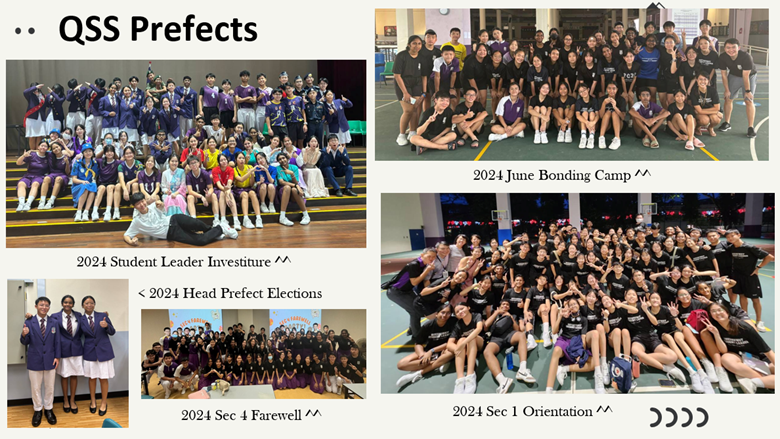 QSS Prefects
2024 June Bonding Camp ^^
2024 Student Leader Investiture ^^
< 2024 Head Prefect Elections
2024 Sec 4 Farewell ^^
2024 Sec 1 Orientation ^^